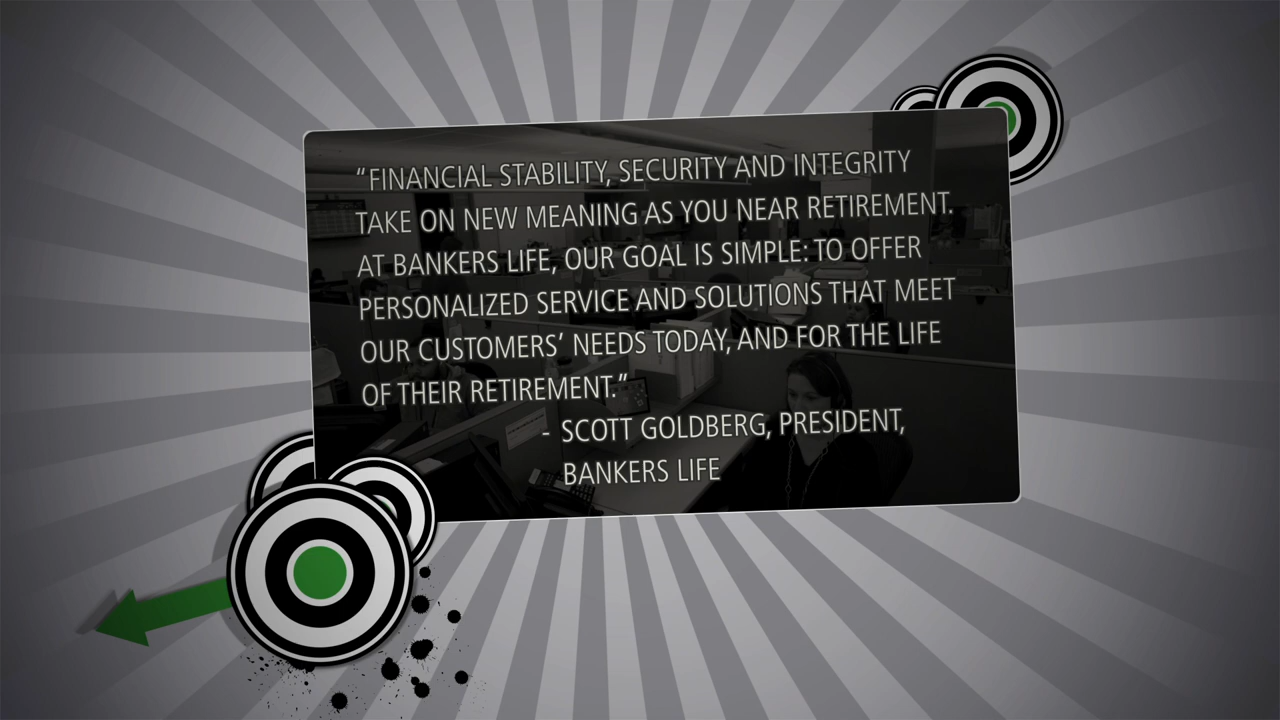 “FINANCIAL STABILITY, SECURITY AND INTEGRITY
TAKE ON NEW MEANING AS YOU NEAR RETIREMENT.
AT BANKERS LIFE, OUR GOAL IS SIMPLE: TO OFFER
PERSONALIZED SERVICE AND SOLUTIONS THAT MEET
OUR CUSTOMERS’ NEEDS TODAY, AND FOR THE LIFE
OF THEIR RETIREMENT.”
- SCOTT GOLDBERG, PRESIDENT,
BANKERS LIFE